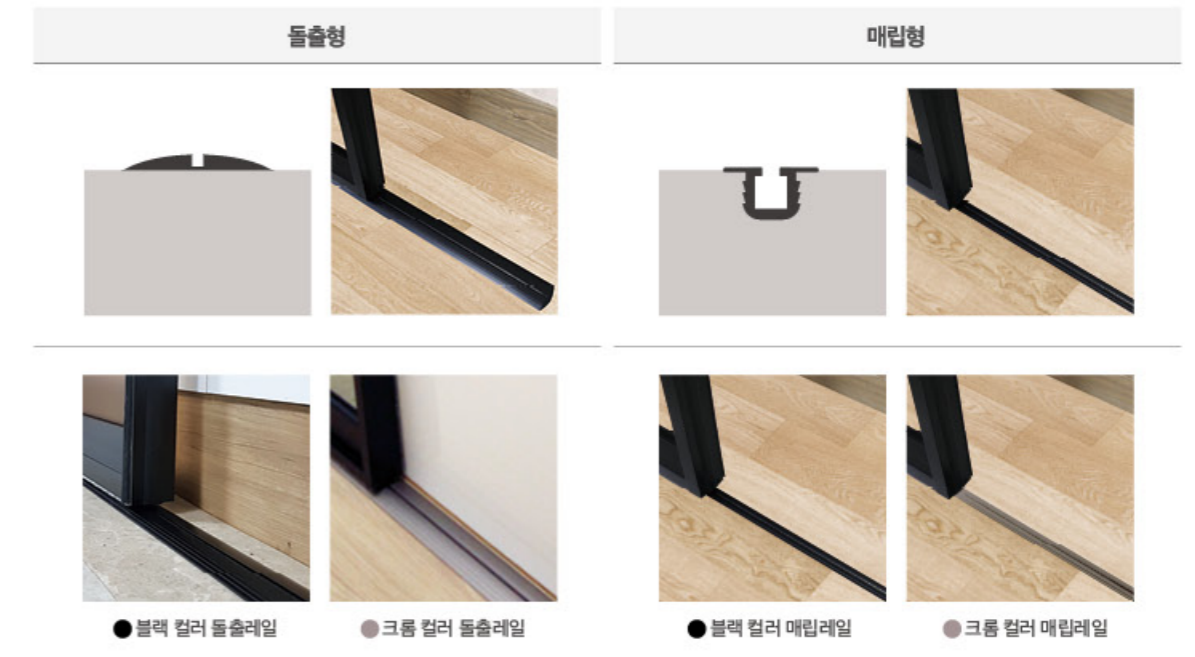 돌출형
매립형
블랙 컬러 돌출레일
크롬 컬러 돌출레일
블랙 컬러 매립레일
크롬 컬러 매립레일